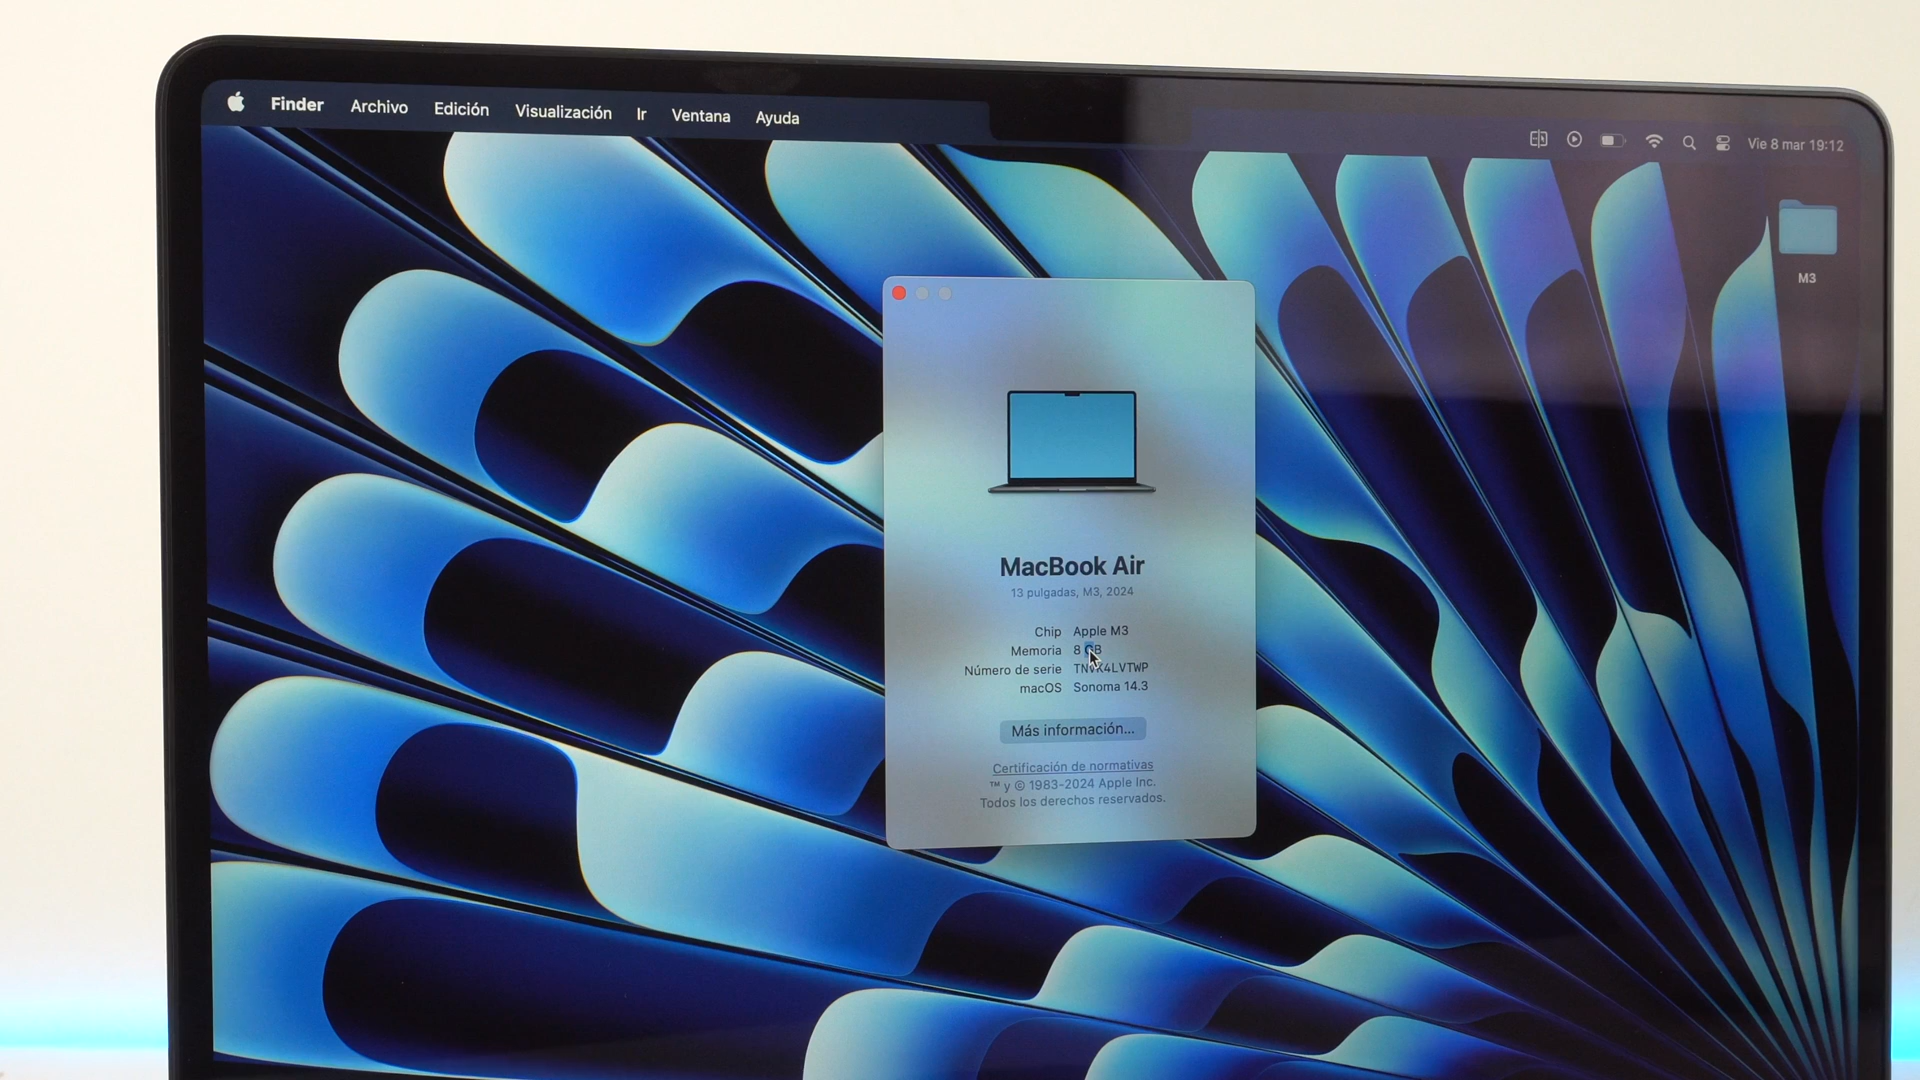 Finder Archivo Edición Visualización Ir Ventana Ayuda
Vie 8 mar 19:12
M3
MacBook Air
13 pulgadas, M3, 2024
Chip Apple M3
Memoria 8 GB
Número de serie
macOS Sonoma 14.3
Más información...
Certificación de normativas
™ y © 1983-2024 Apple Inc.
Todos los derechos reservados.